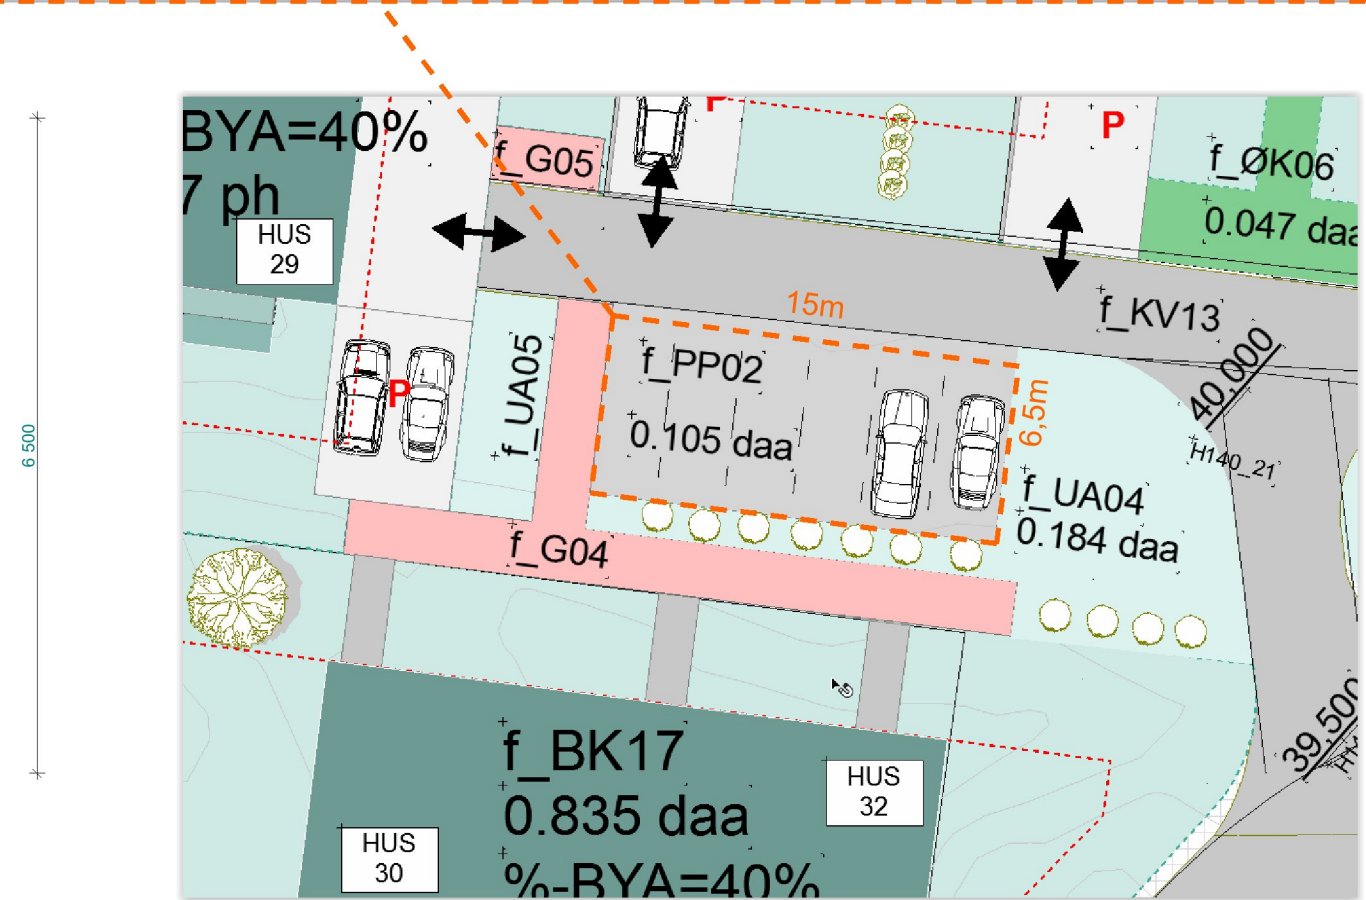 BYA=40%
7 ph
HUS
29
f_G05
P
P
f_ØK06
0.047 daa
15m
f_KV13
40,000
H140_21
6 500
P
f_UA05
f_PP02
0.105 daa
6,5m
f_UA04
0.184 daa
f_G04
f_BK17
0.835 daa
%-BYA=40%
HUS
32
HUS
30
39,500